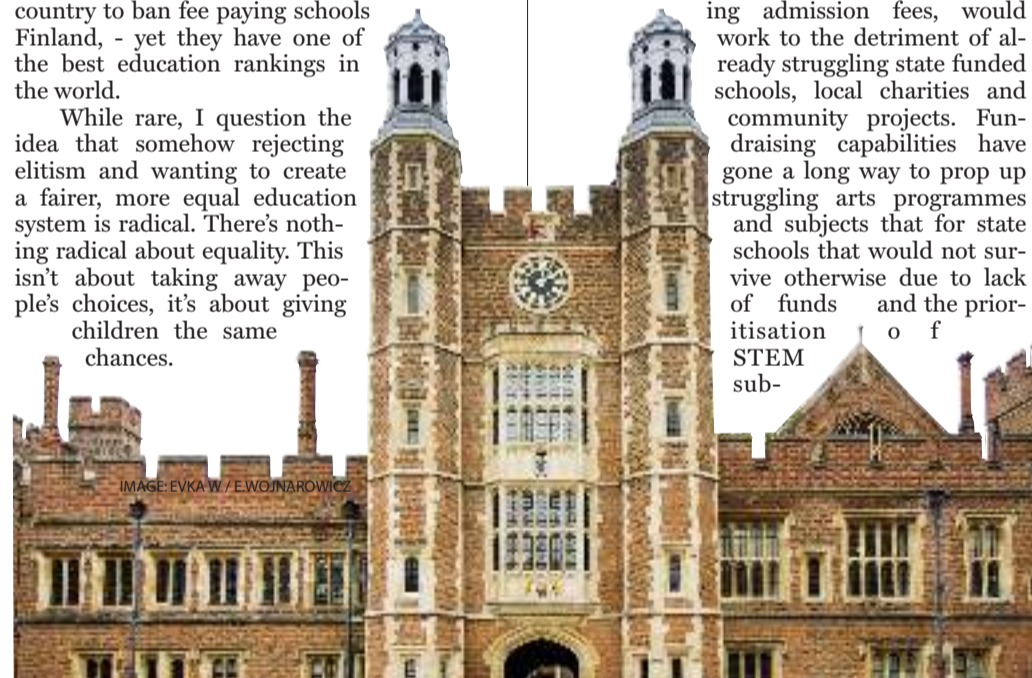 country to ban fee paying schools
Finland, - yet they have one of
the best education rankings in
the world.
While rare, I question the
idea that somehow rejecting
elitism and wanting to create
a fairer, more equal education
system is radical. There's noth-
ing radical about equality. This
isn't about taking away peo-
ple's choices, it's about giving
children the same
chances.
IMAGE: EVKA W / E.WOJNAROWICZ
ing admission fees, would
work to the detriment of al-
ready struggling state funded
schools, local charities and
community projects. Fun-
draising capabilities have
gone a long way to prop up
struggling arts programmes
and subjects that for state
schools that would not sur-
vive otherwise due to lack
of funds and the prior-
itisation o f
STEM
sub-